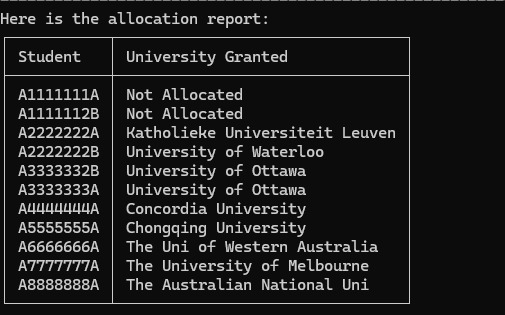 Here is the allocation report:
Student University Granted
A1111111A Not Allocated
A1111112B Not Allocated
A2222222A Katholieke Universiteit Leuven
A2222222B University of Waterloo
A3333332B University of Ottawa
A3333333A University of Ottawa
A4444444A Concordia University
A5555555A Chongqing University
A6666666A The Uni of Western Australia
A7777777A The University of Melbourne
A8888888A The Australian National Uni